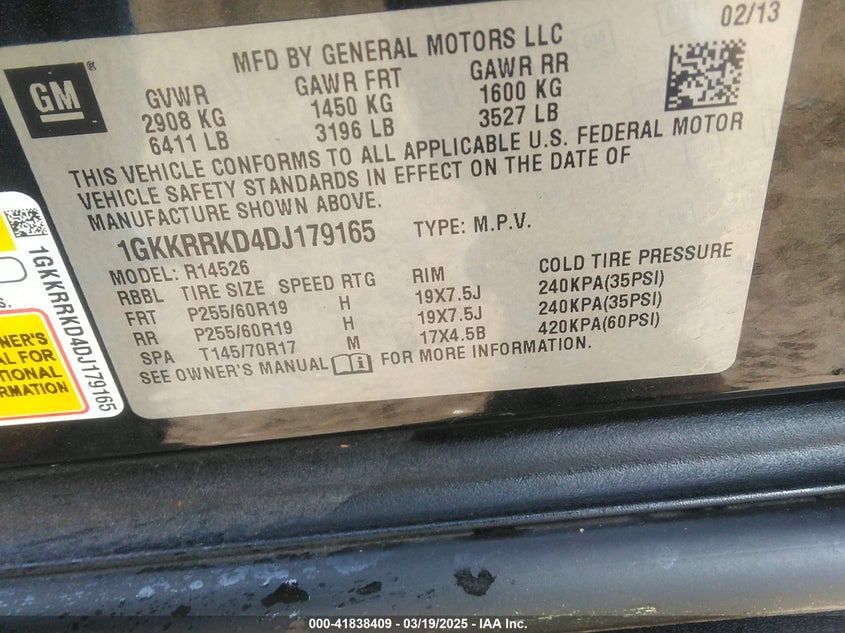 02/13
MFD BY GENERAL MOTORS LLC
GM
GVWR GAWR FRT GAWR RR
2908 KG 1450 KG 1600 KG
6411 LB 3196 LB 3527 LB
THIS VEHICLE CONFORMS TO ALL APPLICABLE U.S. FEDERAL MOTOR
VEHICLE SAFETY STANDARDS IN EFFECT ON THE DATE OF
MANUFACTURE SHOWN ABOVE.
1GKKRRKD4DJ179165 TYPE: M.P.V.
MODEL: R14526
RBBL TIRE SIZE SPEED RTG RIM COLD TIRE PRESSURE
FRT P255/60R19 H 19X7.5J 240KPA(35PSI)
RR P255/60R19 H 19X7.5J 240KPA(35PSI)
SPA T145/70R17 M 17X4.5B 420KPA(60PSI)
SEE OWNER'S MANUAL FOR MORE INFORMATION.
1GKKRRKD4DJ179165
OWNER'S
FOR
000-41838409 - 03/19/2025 - IAA Inc.